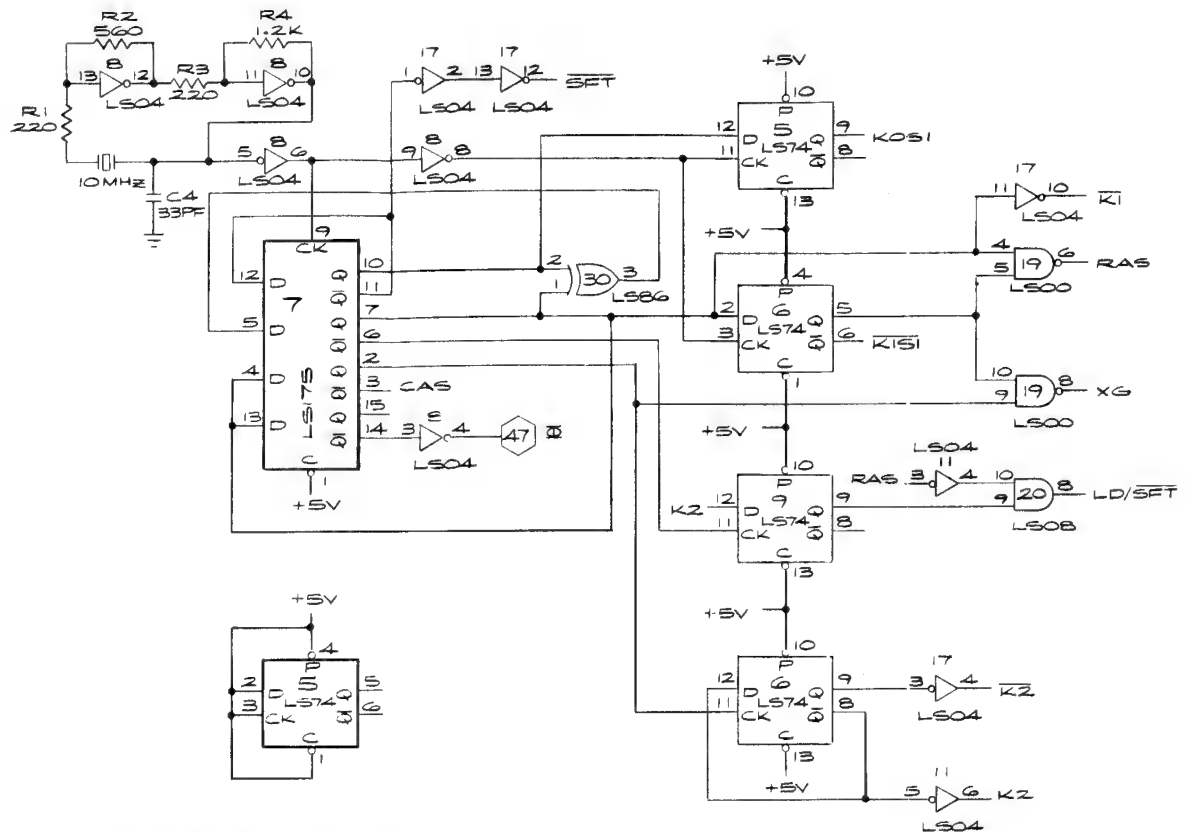 R2
560
8
13 12
LS04
R3
220
R4
1.2K
8
11 10
LS04
R1
220
10MHZ
C4
33PF
8
5 6
LS04
8
9 8
LS04
17
1 2
LS04
17
13 12
LS04
SFT
9
CK
12 D
5 D
4 D
13 D
7
LS175
Q 10
Q 11
Q 7
Q 6
Q 2
Q 3 CAS
Q 15
Q 14
C 1
+5V
2
1
30
3
LS86
3 4
LS04
47
Φ
+5V
10
P
12 D 5 Q 9 KOS1
LS74
11 CK Q 8
C
13
+5V
4
P
2 D 6 Q 5
LS74
3 CK Q 6 K1S1
C
1
+5V
10
P
K2 12 D 9 Q 9
LS74
11 CK Q 8
C
13
+5V
10
P
12 D 6 Q 9
LS74
11 CK Q 8
C
13
+5V
17
11 10 K1
LS04
4
5 19 6 RAS
LS00
10
9 19 8 XG
LS00
LS04
11
RAS 3 4 10
9 20 8 LD/SFT
LS08
17
3 4 K2
LS04
11
5 6 K2
LS04
+5V
4
P
2 D 5 Q 5
LS74
3 CK Q 6
C
1